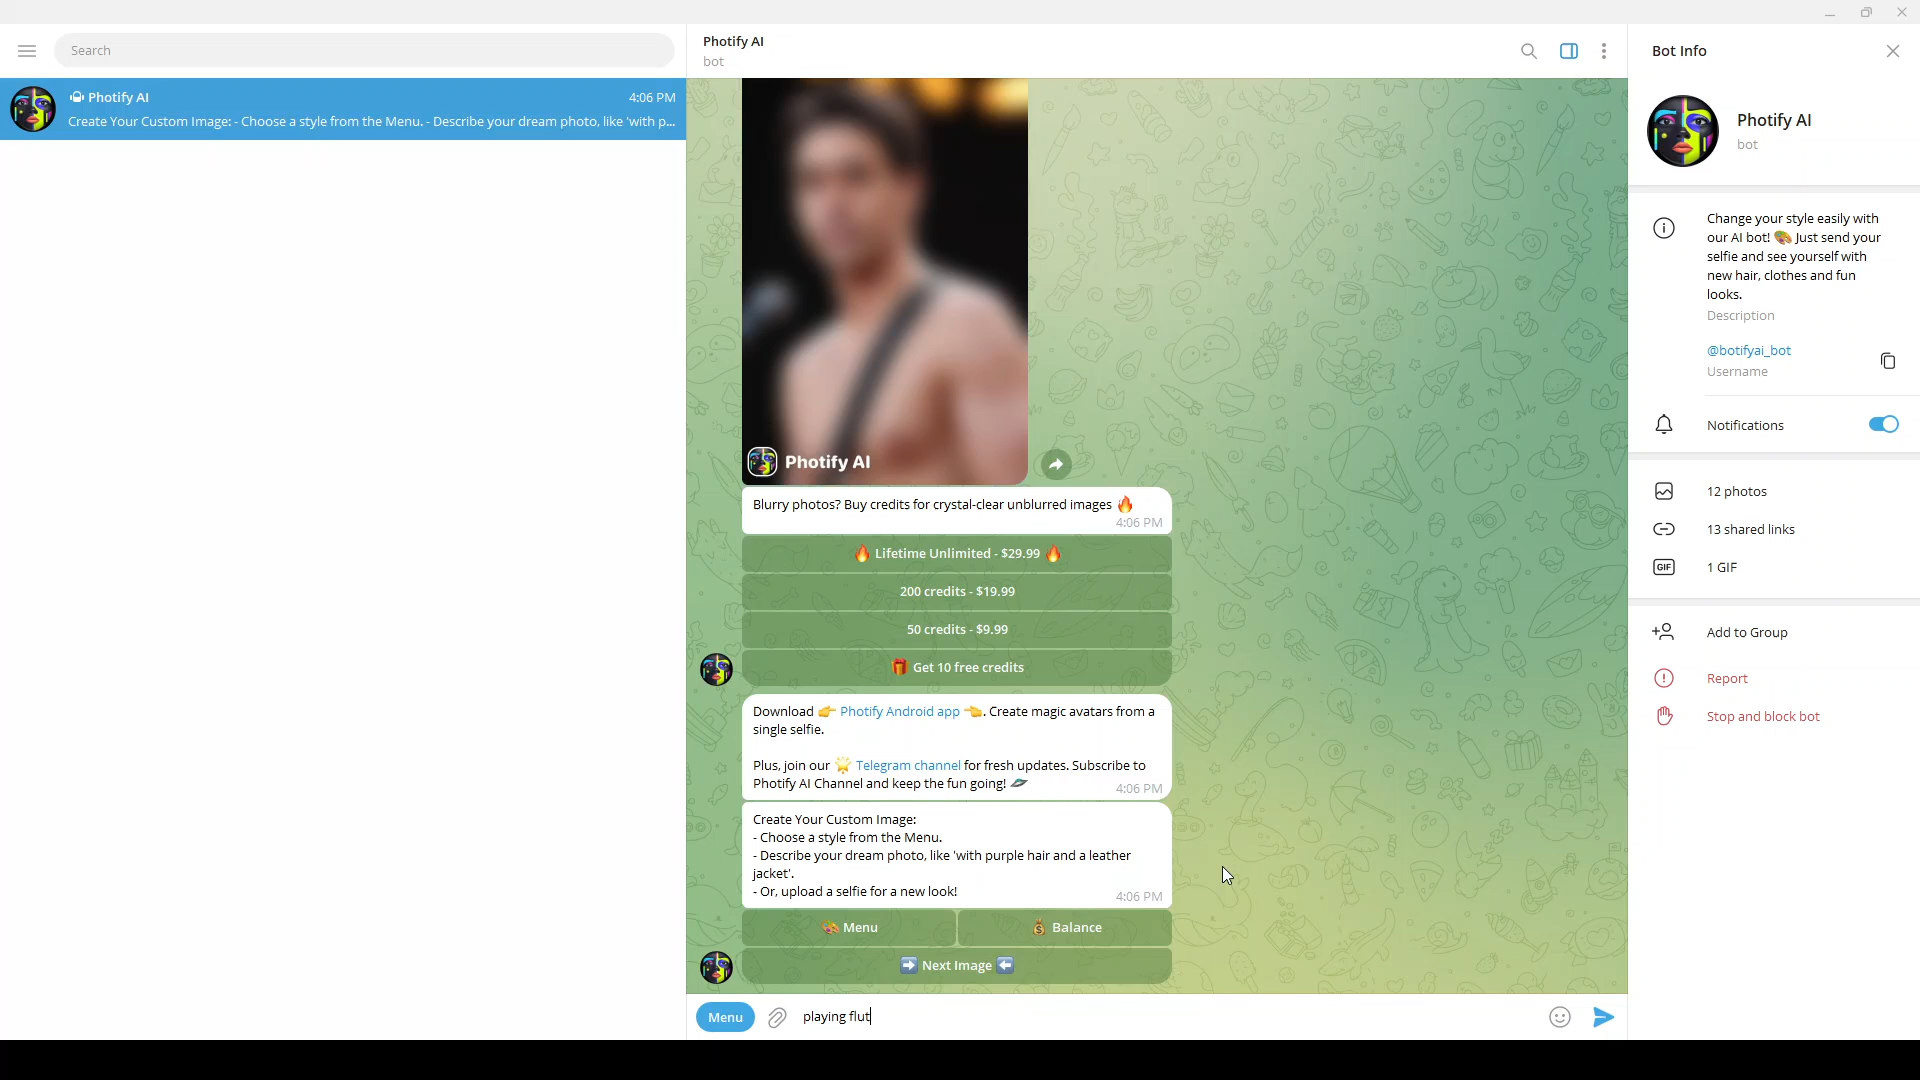 Search
Photify AI
4:06 PM
Create Your Custom Image: - Choose a style from the Menu. - Describe your dream photo, like 'with p...
Photify AI
bot
Photify AI
Blurry photos? Buy credits for crystal-clear unblurred images 🔥
4:06 PM
🔥 Lifetime Unlimited - $29.99 🔥
200 credits - $19.99
50 credits - $9.99
🎁 Get 10 free credits
Download 👉 Photify Android app 👈. Create magic avatars from a
single selfie.
Plus, join our 🌟 Telegram channel for fresh updates. Subscribe to
Photify AI Channel and keep the fun going! 🪄
4:06 PM
Create Your Custom Image:
- Choose a style from the Menu.
- Describe your dream photo, like 'with purple hair and a leather
jacket'.
- Or, upload a selfie for a new look!
4:06 PM
🎨 Menu
💰 Balance
➡️ Next Image ⬅️
Menu
playing flut
Bot Info
Photify AI
bot
Change your style easily with
our AI bot! 🎨 Just send your
selfie and see yourself with
new hair, clothes and fun
looks.
Description
@botifyai_bot
Username
Notifications
12 photos
13 shared links
GIF
1 GIF
Add to Group
Report
Stop and block bot